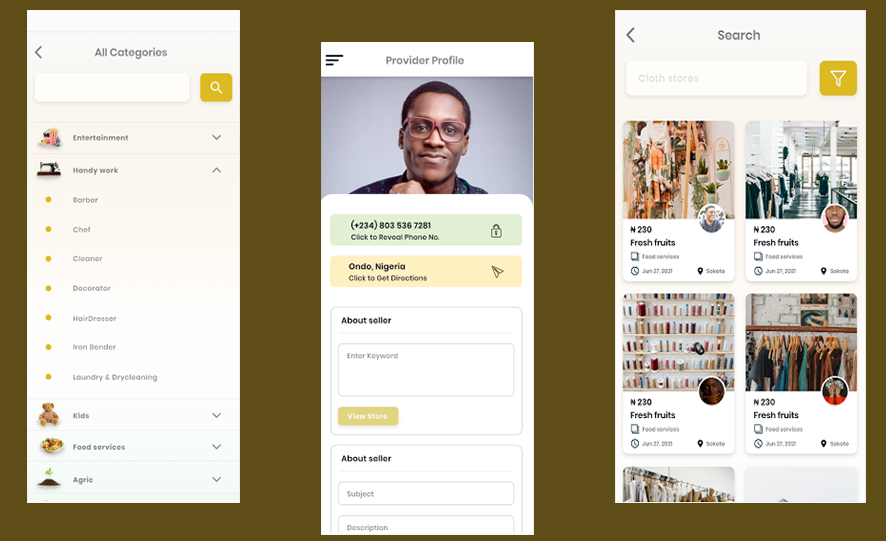 All Categories
Entertainment
Handy work
Barber
Chef
Cleaner
Decorator
HairDresser
Iron Bender
Laundry & Drycleaning
Kids
Food services
Agric
Provider Profile
(+234) 803 536 7281
Click to Reveal Phone No.
Ondo, Nigeria
Click to Get Directions
About seller
Enter Keyword
View Store
About seller
Subject
Description
Search
Cloth stores
₦ 230
Fresh fruits
Food services
Jun 27, 2021 Sokoto
₦ 230
Fresh fruits
Food services
Jun 27, 2021 Sokoto
₦ 230
Fresh fruits
Food services
Jun 27, 2021 Sokoto
₦ 230
Fresh fruits
Food services
Jun 27, 2021 Sokoto